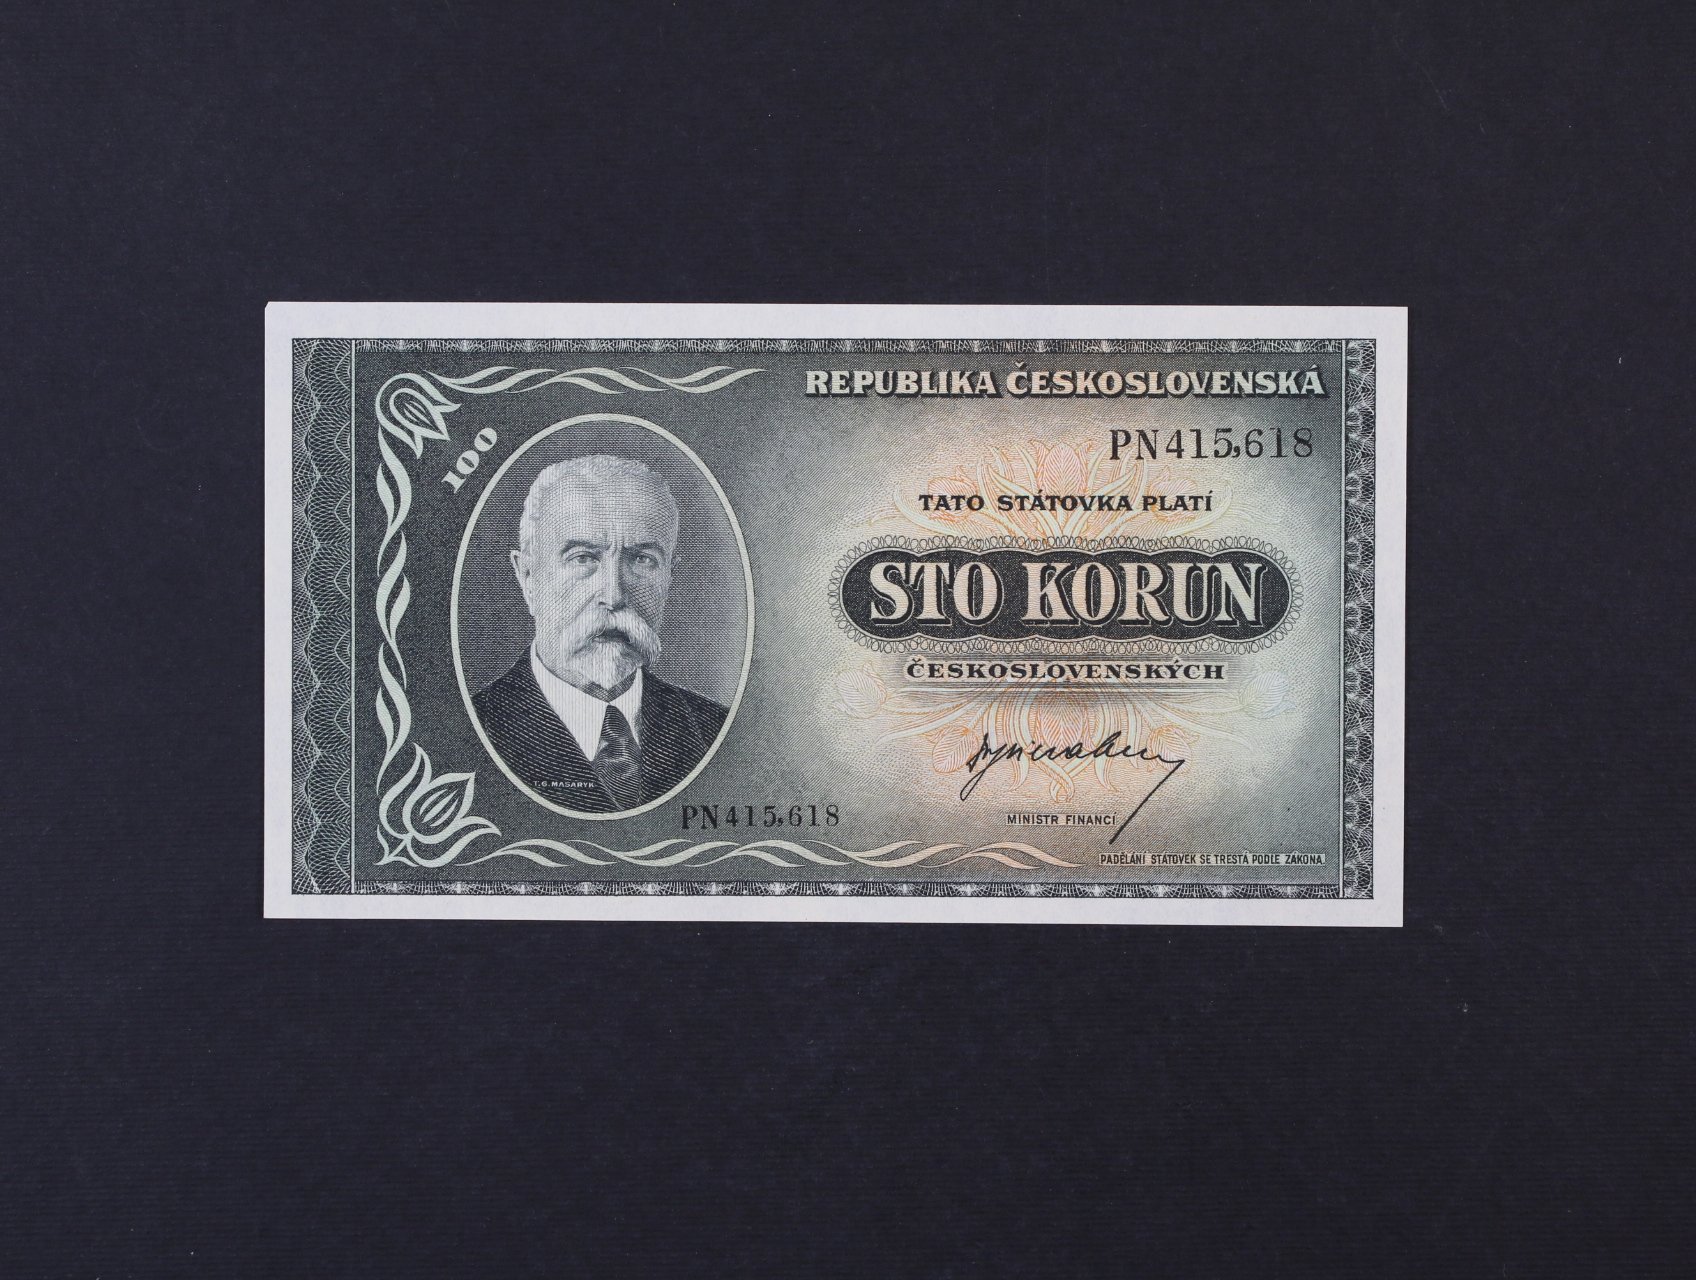 REPUBLIKA ČESKOSLOVENSKÁ
100
PN415,618
TATO STÁTOVKA PLATÍ
STO KORUN
ČESKOSLOVENSKÝCH
T. G. MASARYK
PN415,618
MINISTR FINANCÍ
PADĚLÁNÍ STÁTOVEK SE TRESTÁ PODLE ZÁKONA.